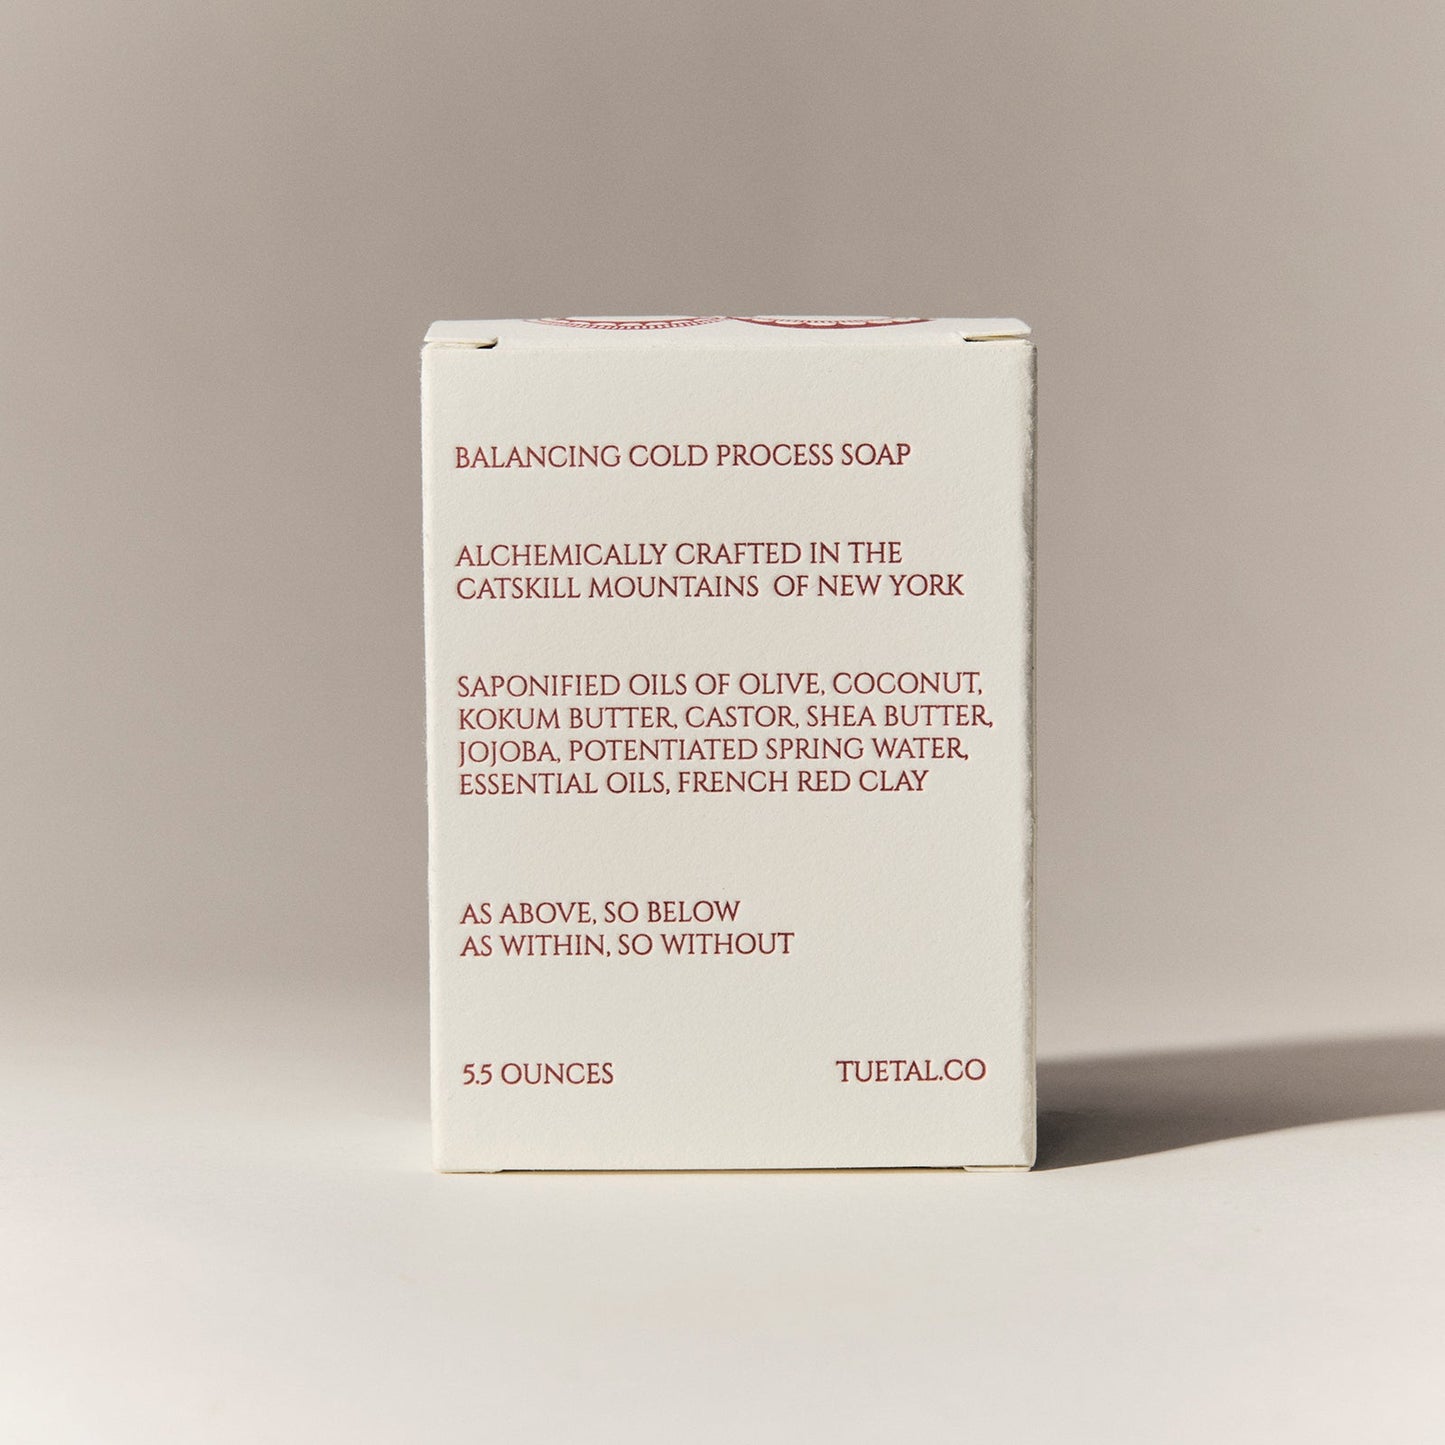 BALANCING COLD PROCESS SOAP
ALCHEMICALLY CRAFTED IN THE
CATSKILL MOUNTAINS OF NEW YORK
SAPONIFIED OILS OF OLIVE, COCONUT,
KOKUM BUTTER, CASTOR, SHEA BUTTER,
JOJOBA, POTENTIATED SPRING WATER,
ESSENTIAL OILS, FRENCH RED CLAY
AS ABOVE, SO BELOW
AS WITHIN, SO WITHOUT
5.5 OUNCES TUETAL.CO